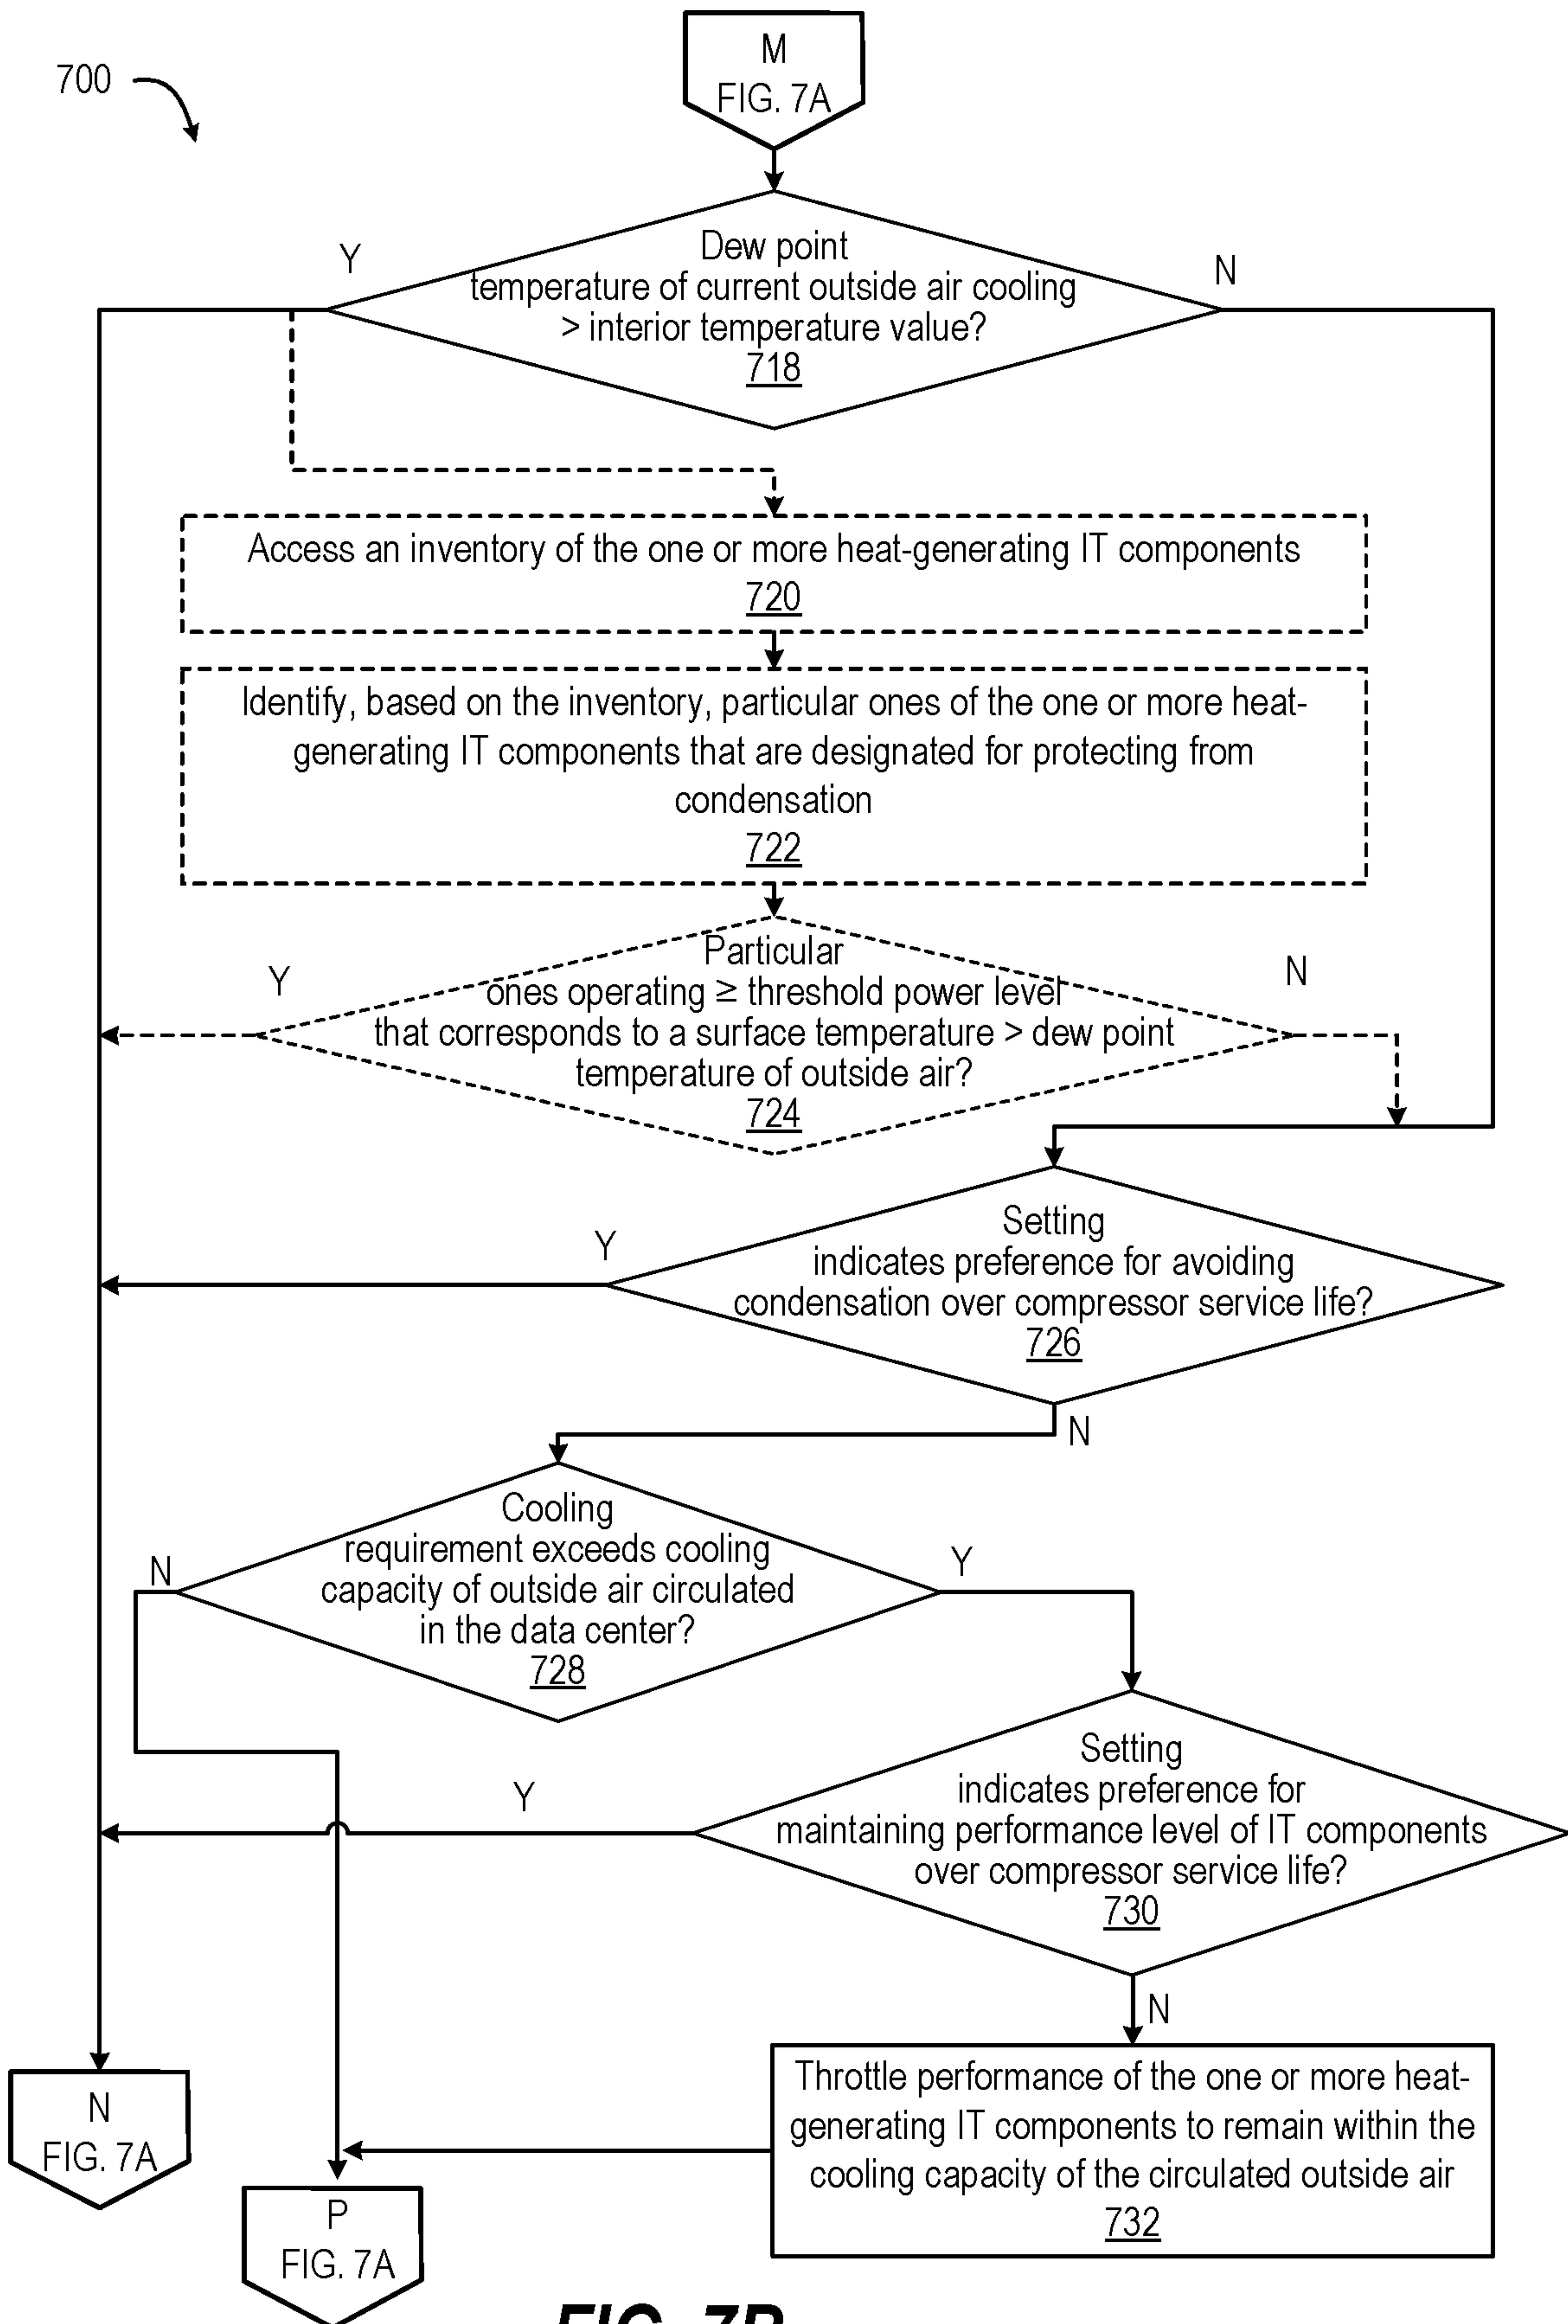 700
M
FIG. 7A
Y
N
Dew point
temperature of current outside air cooling
> interior temperature value?
718
Access an inventory of the one or more heat-generating IT components
720
Identify, based on the inventory, particular ones of the one or more heat-
generating IT components that are designated for protecting from
condensation
722
Y
N
Particular
ones operating ≥ threshold power level
that corresponds to a surface temperature > dew point
temperature of outside air?
724
Y
Setting
indicates preference for avoiding
condensation over compressor service life?
726
N
N
Y
Cooling
requirement exceeds cooling
capacity of outside air circulated
in the data center?
728
Y
Setting
indicates preference for
maintaining performance level of IT components
over compressor service life?
730
N
Throttle performance of the one or more heat-
generating IT components to remain within the
cooling capacity of the circulated outside air
732
N
FIG. 7A
P
FIG. 7A
FIG. 7B